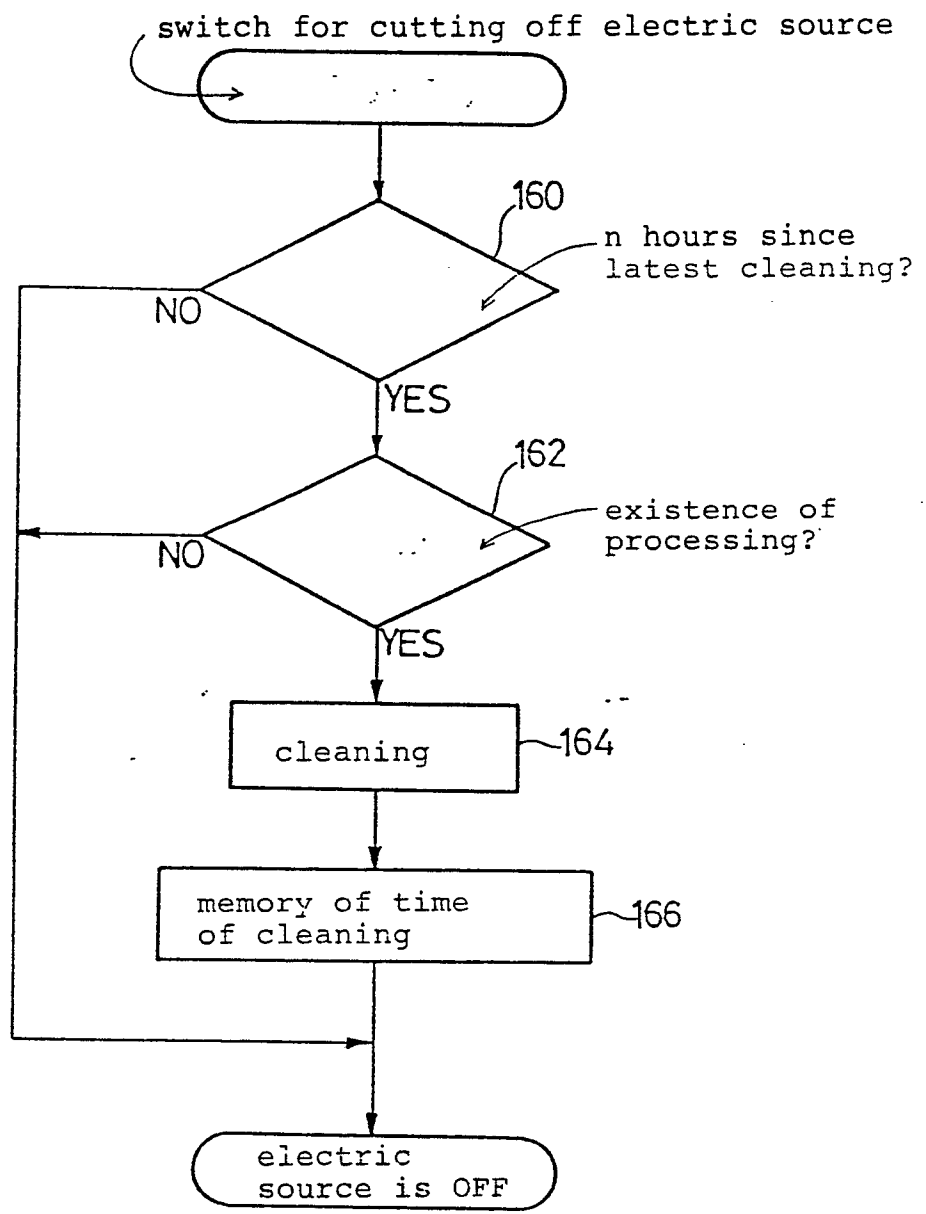 switch for cutting off electric source
160
n hours since
latest cleaning?
NO
YES
162
existence of
processing?
NO
YES
cleaning
164
memory of time
of cleaning
166
electric
source is OFF